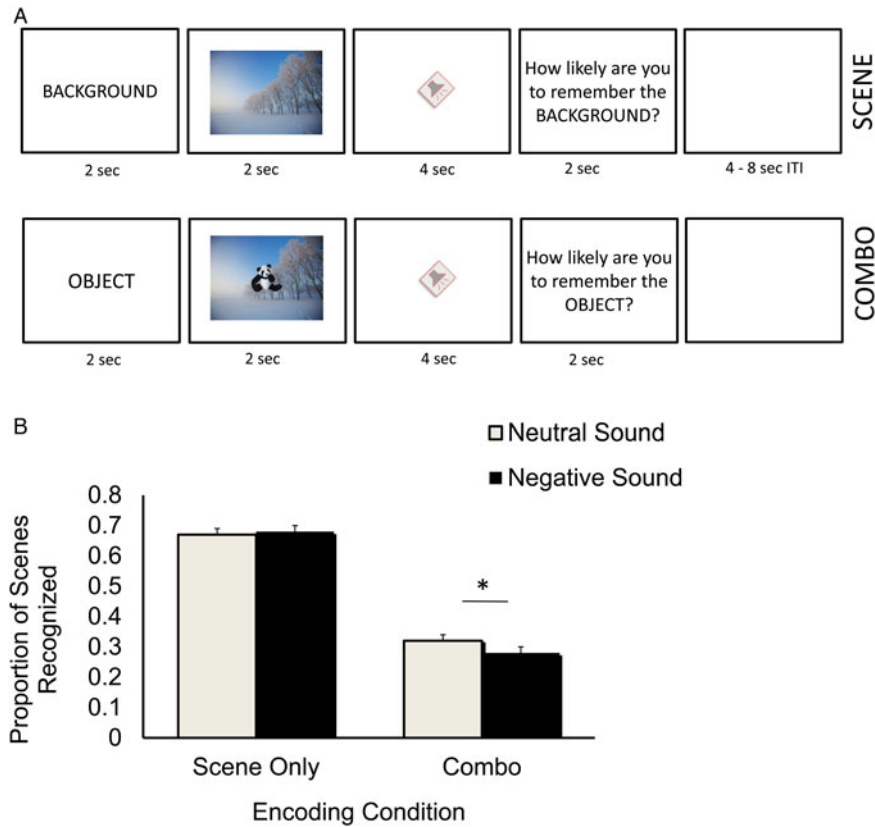 A
BACKGROUND
How likely are you
to remember the
BACKGROUND?
SCENE
2 sec
2 sec
4 sec
2 sec
4 - 8 sec ITI
OBJECT
How likely are you
to remember the
OBJECT?
COMBO
2 sec
2 sec
4 sec
2 sec
B
Neutral Sound
Negative Sound
Proportion of Scenes
Recognized
0.8
0.7
0.6
0.5
0.4
0.3
0.2
0.1
0
*
Scene Only
Combo
Encoding Condition